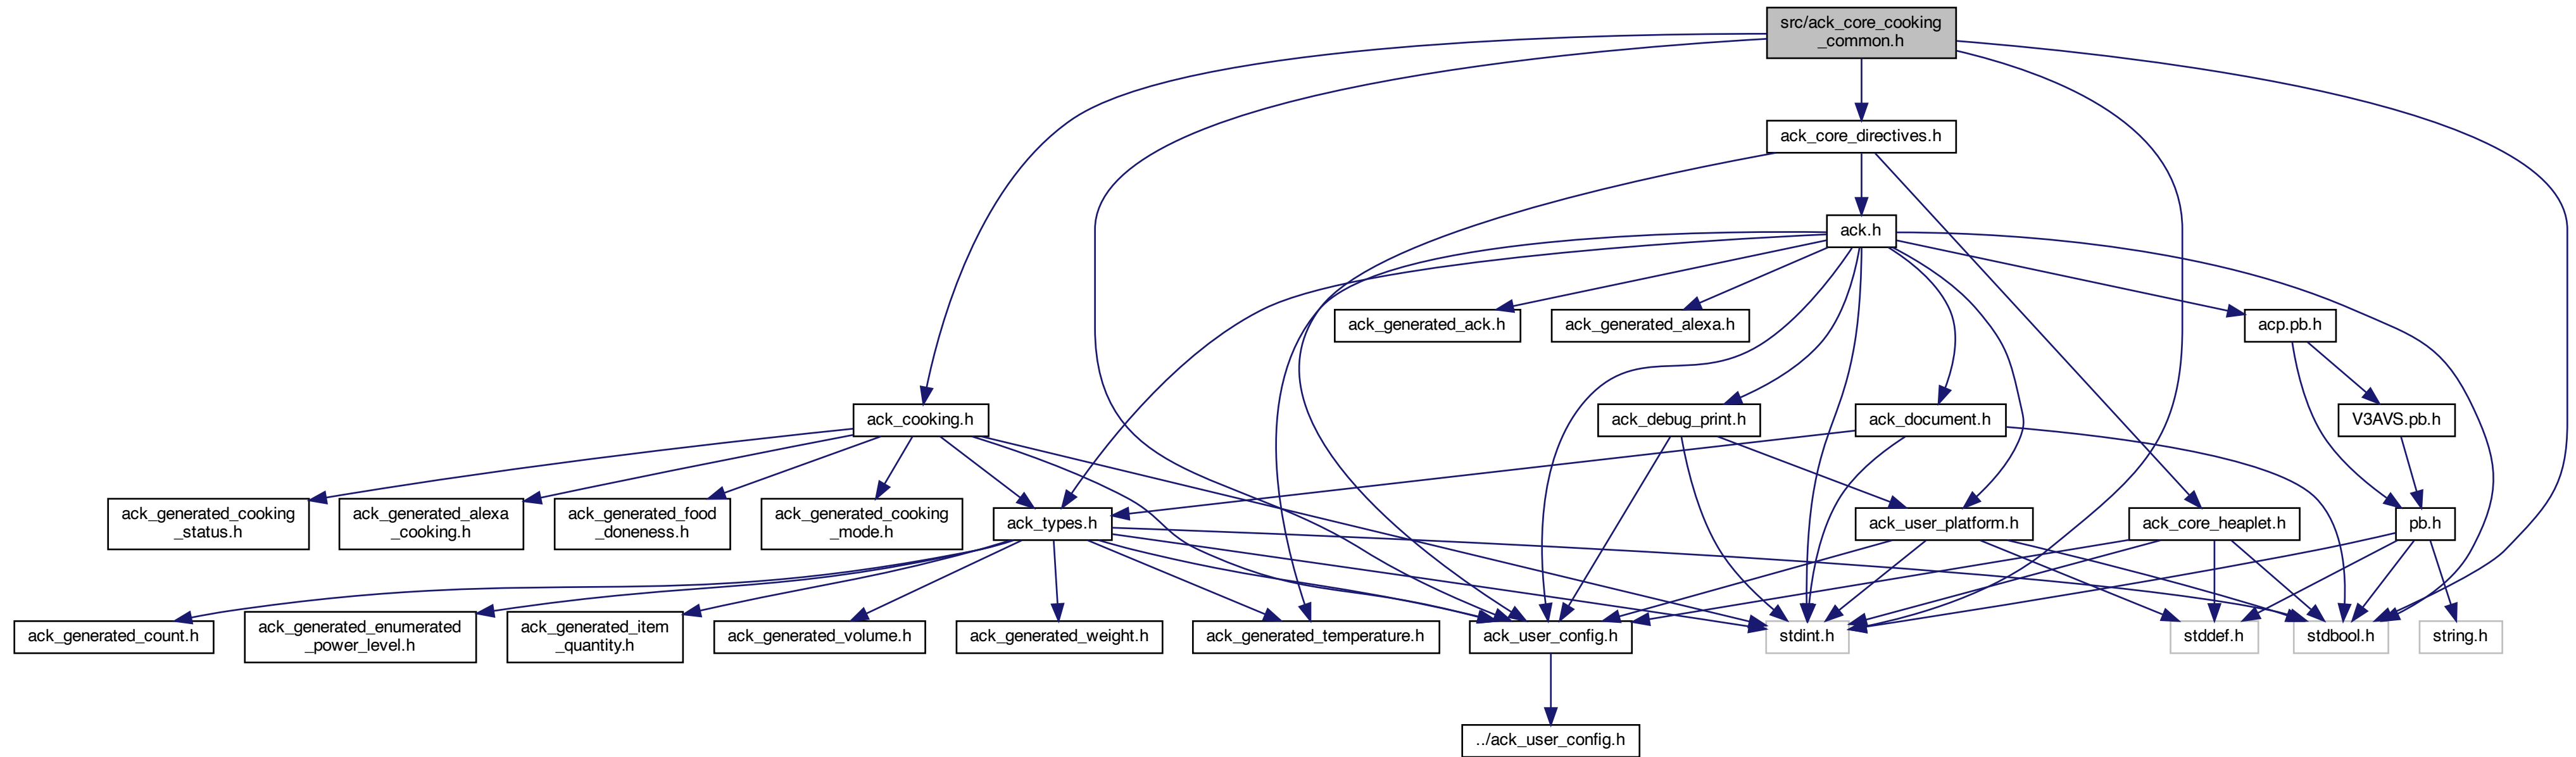 src/ack_core_cooking
_common.h
ack_core_directives.h
ack.h
ack_generated_ack.h
ack_generated_alexa.h
acp.pb.h
ack_cooking.h
ack_debug_print.h
ack_document.h
V3AVS.pb.h
ack_generated_cooking
_status.h
ack_generated_alexa
_cooking.h
ack_generated_food
_doneness.h
ack_generated_cooking
_mode.h
ack_types.h
ack_user_platform.h
ack_core_heaplet.h
pb.h
ack_generated_count.h
ack_generated_enumerated
_power_level.h
ack_generated_item
_quantity.h
ack_generated_volume.h
ack_generated_weight.h
ack_generated_temperature.h
ack_user_config.h
stdint.h
stddef.h
stdbool.h
string.h
../ack_user_config.h